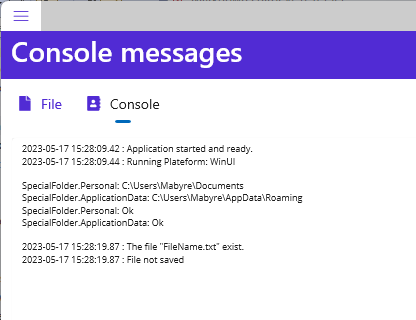 Console messages
File
Console
2023-05-17 15:28:09.42 : Application started and ready.
2023-05-17 15:28:09.44 : Running Plateform: WinUI
SpecialFolder.Personal: C:\Users\Mabyre\Documents
SpecialFolder.ApplicationData: C:\Users\Mabyre\AppData\Roaming
SpecialFolder.Personal: Ok
SpecialFolder.ApplicationData: Ok
2023-05-17 15:28:19.87 : The file "FileName.txt" exist.
2023-05-17 15:28:19.87 : File not saved